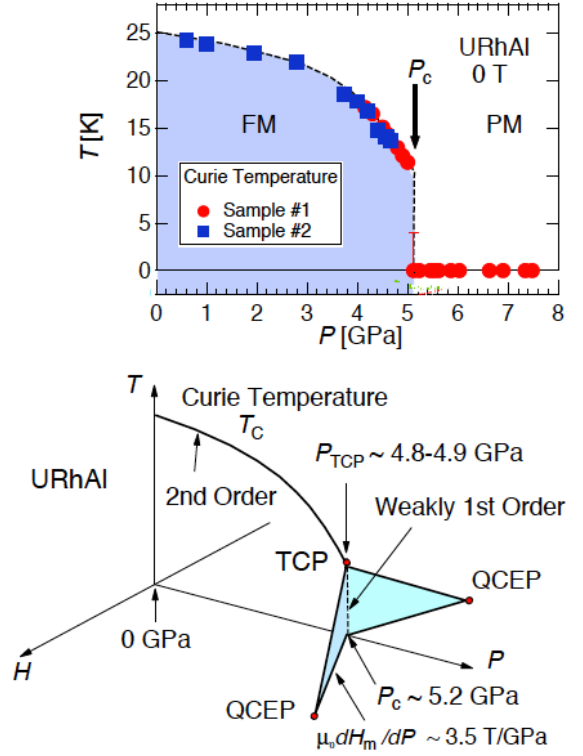 25
20
15
10
5
0
T [K]
URhAl
0 T
Pc
FM
PM
Curie Temperature
Sample #1
Sample #2
0 1 2 3 4 5 6 7 8
P [GPa]
T
Curie Temperature
TC
PTCP ~ 4.8-4.9 GPa
URhAl
2nd Order
Weakly 1st Order
TCP
QCEP
0 GPa
H
P
Pc ~ 5.2 GPa
QCEP
μ0dHm/dP ~ 3.5 T/GPa